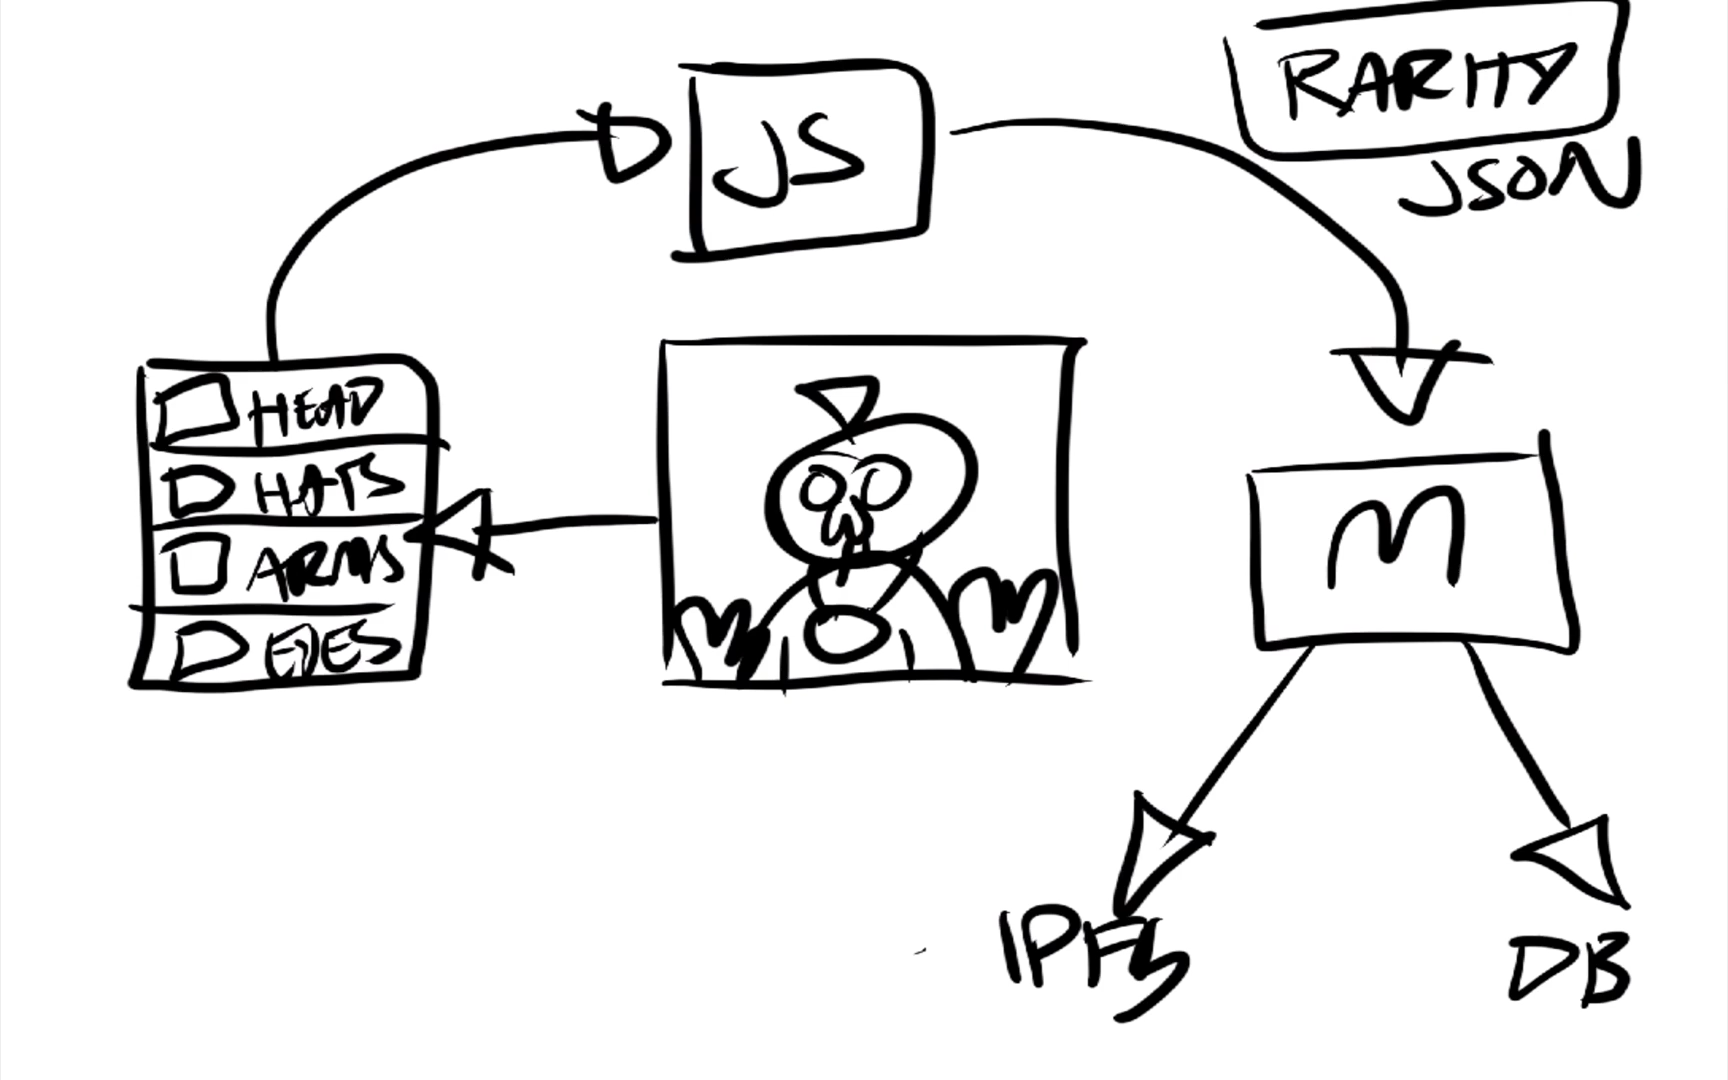 JS
RARITY
JSON
HEAD
HATS
ARMS
EYES
M
IPFS
DB